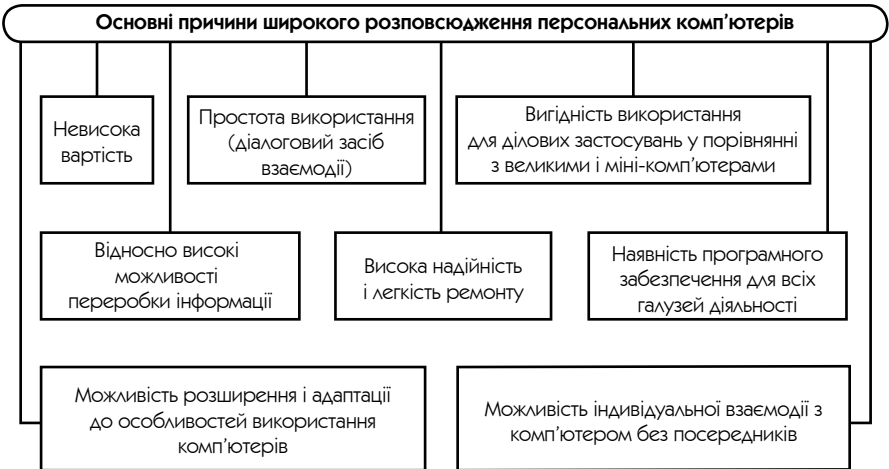 Основні причини широкого розповсюдження персональних комп'ютерів
Невисока
вартість
Простота використання
(діалоговий засіб
взаємодії)
Вигідність використання
для ділових застосувань у порівнянні
з великими і міні-комп'ютерами
Відносно високі
можливості
переробки інформації
Висока надійність
і легкість ремонту
Наявність програмного
забезпечення для всіх
галузей діяльності
Можливість розширення і адаптації
до особливостей використання
комп'ютерів
Можливість індивідуальної взаємодії з
комп'ютером без посередників